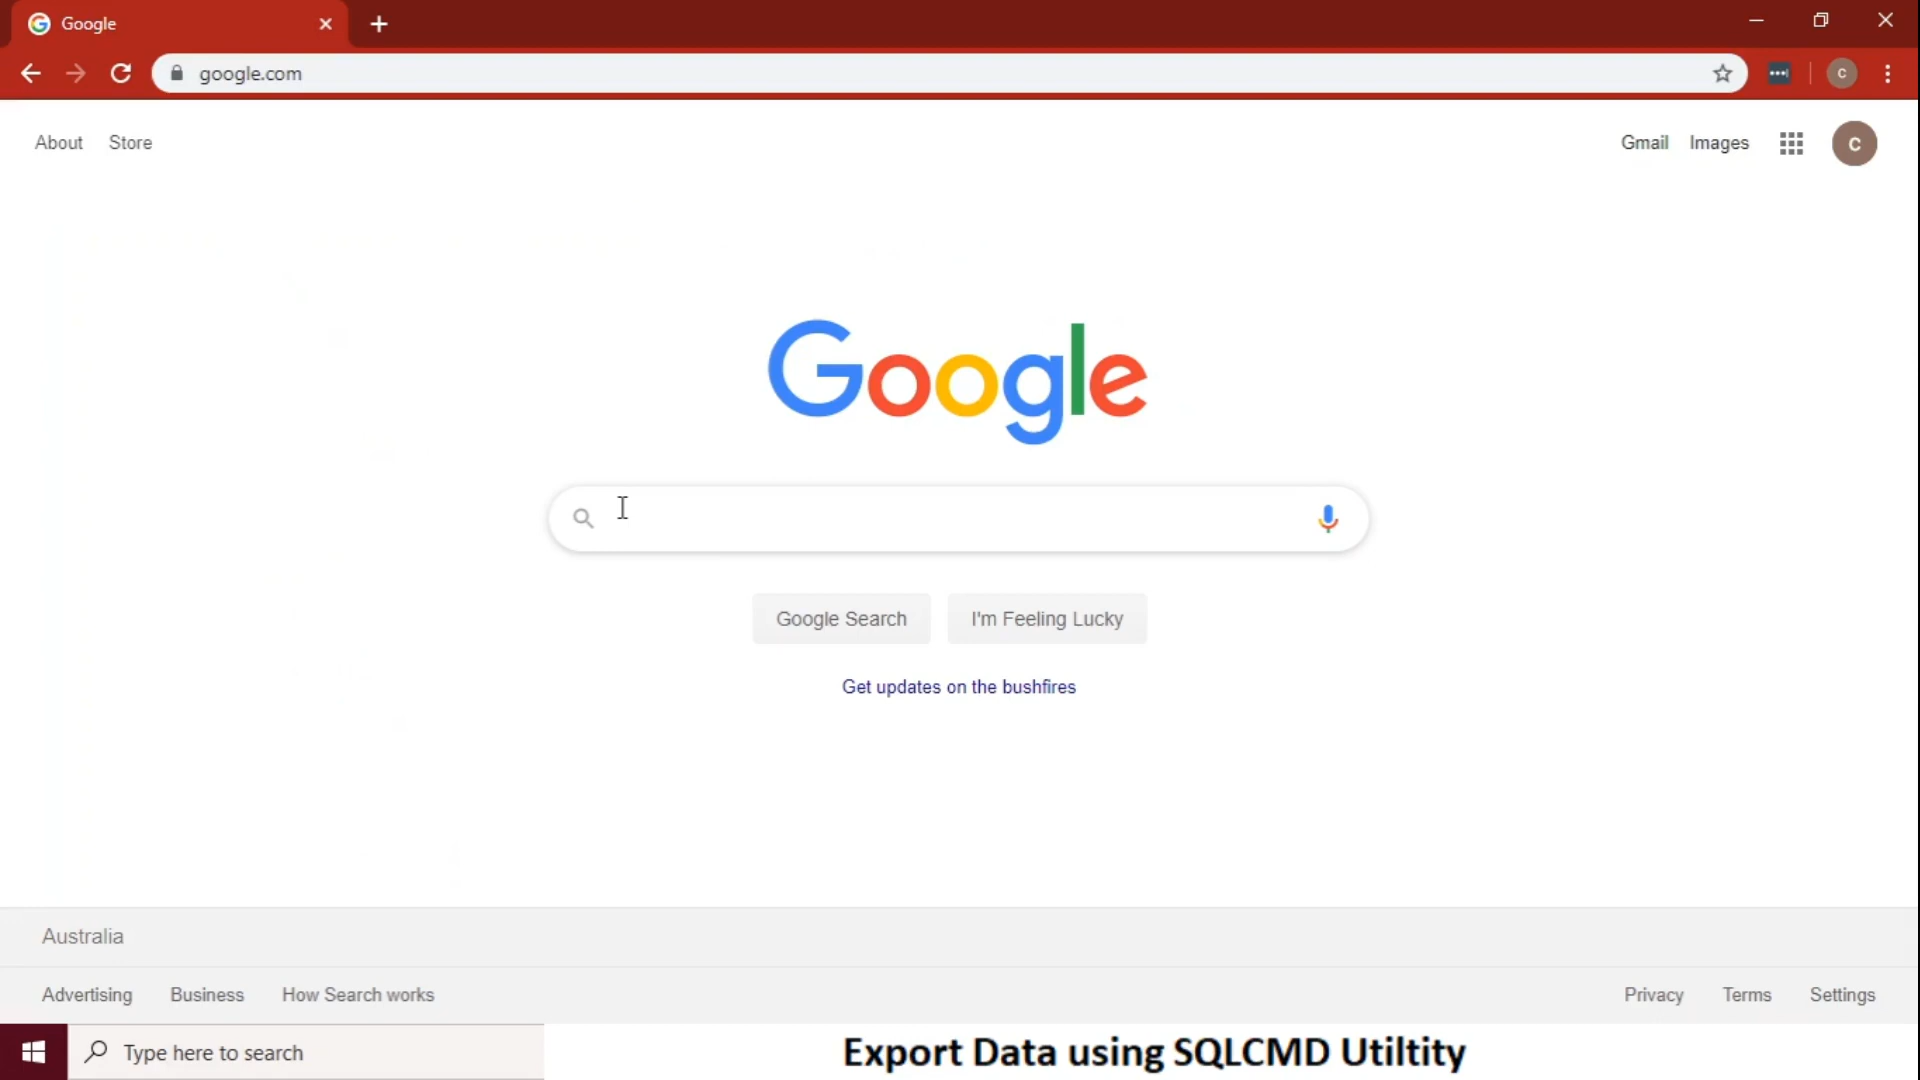 Google
google.com
C
About Store
Gmail Images
C
Google
Google Search I'm Feeling Lucky
Get updates on the bushfires
Australia
Advertising Business How Search works
Privacy Terms Settings
Type here to search
Export Data using SQLCMD Utiltity